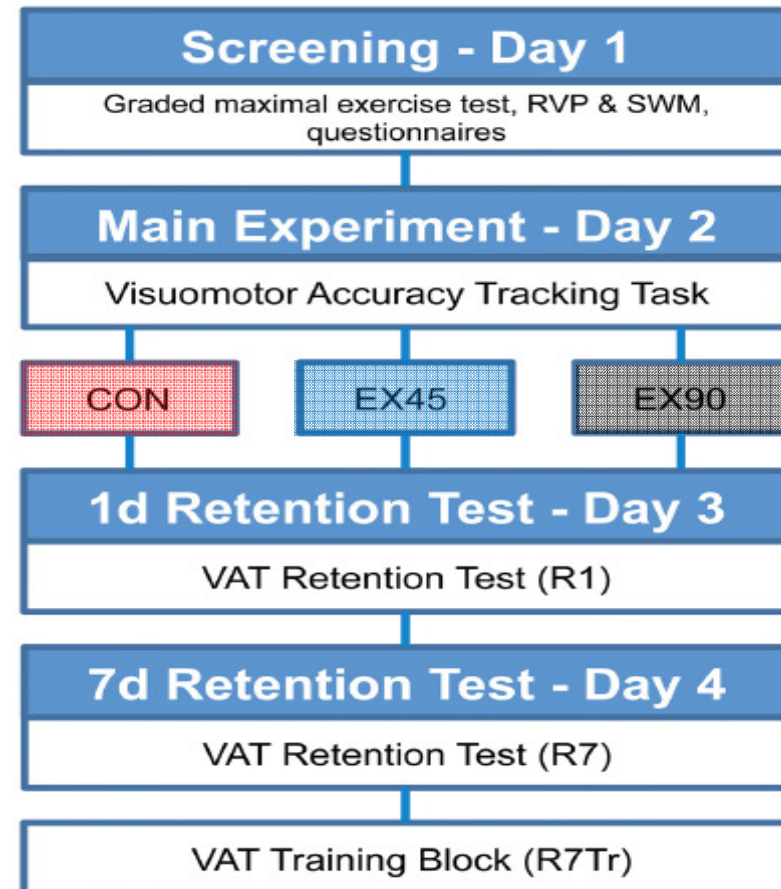 Screening - Day 1
Graded maximal exercise test, RVP & SWM,
questionnaires
Main Experiment - Day 2
Visuomotor Accuracy Tracking Task
CON EX45 EX90
1d Retention Test - Day 3
VAT Retention Test (R1)
7d Retention Test - Day 4
VAT Retention Test (R7)
VAT Training Block (R7Tr)